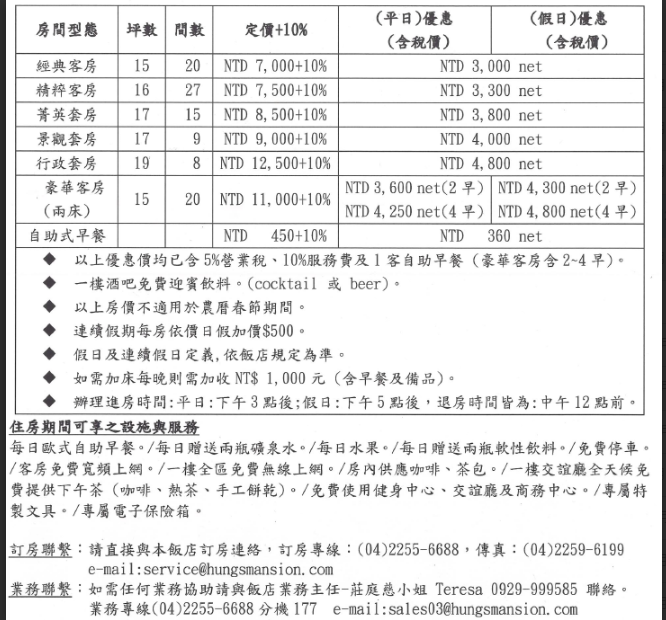 房間型態 坪數 間數 定價+10% (平日)優惠(含稅價) (假日)優惠(含稅價)
經典客房 15 20 NTD 7,000+10% NTD 3,000 net
精粹客房 16 27 NTD 7,500+10% NTD 3,300 net
菁英套房 17 15 NTD 8,500+10% NTD 3,800 net
景觀套房 17 9 NTD 9,000+10% NTD 4,000 net
行政套房 19 8 NTD 12,500+10% NTD 4,800 net
豪華客房(兩床) 15 20 NTD 11,000+10% NTD 3,600 net(2 早) NTD 4,300 net(2 早)
NTD 4,250 net(4 早) NTD 4,800 net(4 早)
自助式早餐 NTD 450+10% NTD 360 net
◆ 以上優惠價均已含 5%營業稅、10%服務費及 1 客自助早餐 (豪華客房含 2~4 早)。
◆ 一樓酒吧免費迎賓飲料。(cocktail 或 beer)。
◆ 以上房價不適用於農曆春節期間。
◆ 連續假期每房依價日假加價$500。
◆ 假日及連續假日定義,依飯店規定為準。
◆ 如需加床每晚則需加收 NT$ 1,000 元 (含早餐及備品)。
◆ 辦理進房時間:平日:下午 3 點後;假日:下午 5 點後,退房時間皆為:中午 12 點前。
住房期間可享之設施與服務
每日歐式自助早餐。/每日贈送兩瓶礦泉水。/每日水果。/每日贈送兩瓶軟性飲料。/免費停車。
/客房免費寬頻上網。/一樓全區免費無線上網。/房內供應咖啡、茶包。/一樓交誼廳全天候免
費提供下午茶 (咖啡、熱茶、手工餅乾)。/免費使用健身中心、交誼廳及商務中心。/專屬特
製文具。/專屬電子保險箱。
訂房聯繫:請直接與本飯店訂房連絡,訂房專線:(04)2255-6688,傳真:(04)2259-6199
e-mail:service@hungsmansion.com
業務聯繫:如需任何業務協助請與飯店業務主任-莊庭慈小姐 Teresa 0929-999585 聯絡。
業務專線(04)2255-6688 分機 177 e-mail:sales03@hungsmansion.com